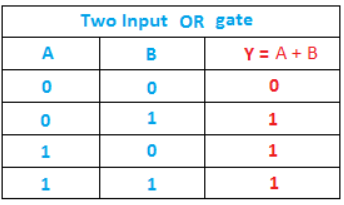 Two Input OR gate
A B Y = A + B
0 0 0
0 1 1
1 0 1
1 1 1